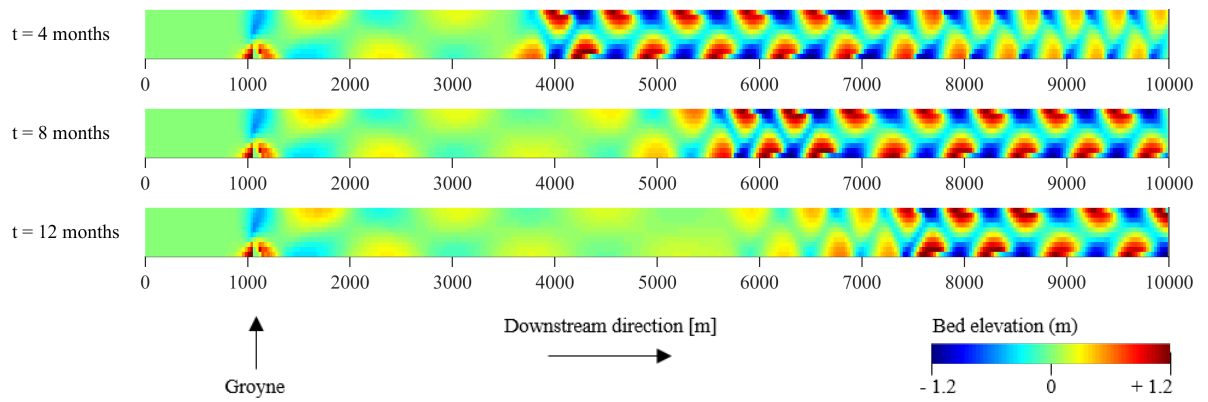 t = 4 months
0 1000 2000 3000 4000 5000 6000 7000 8000 9000 10000
t = 8 months
0 1000 2000 3000 4000 5000 6000 7000 8000 9000 10000
t = 12 months
0 1000 2000 3000 4000 5000 6000 7000 8000 9000 10000
Downstream direction [m]
Bed elevation (m)
Groyne
- 1.2 0 + 1.2